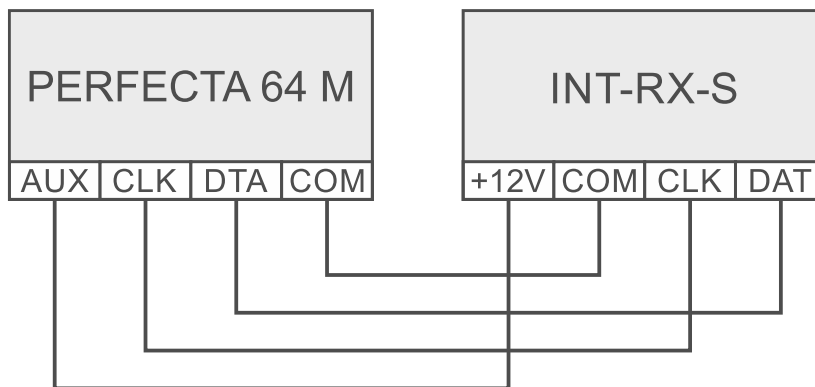 PERFECTA 64 M
INT-RX-S
AUX CLK DTA COM
+12V COM CLK DAT